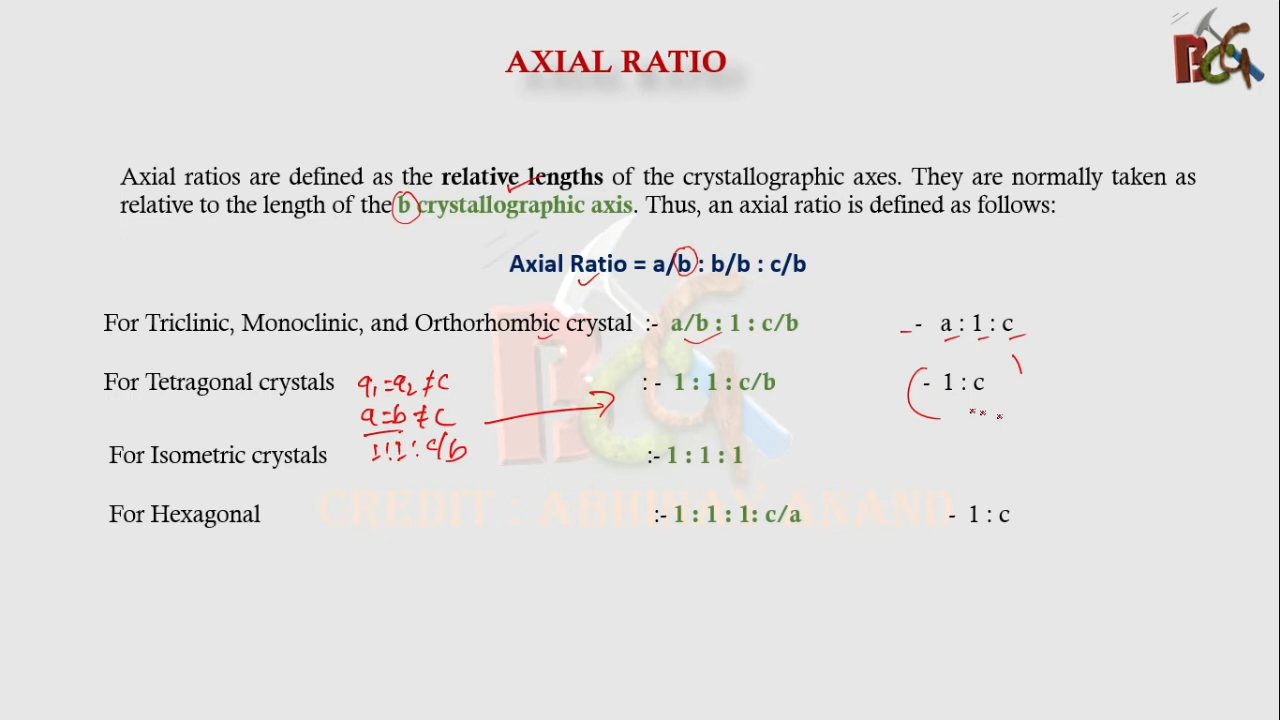 AXIAL RATIO
BCG
Axial ratios are defined as the relative lengths of the crystallographic axes. They are normally taken as
relative to the length of the b crystallographic axis. Thus, an axial ratio is defined as follows:
Axial Ratio = a/b : b/b : c/b
For Triclinic, Monoclinic, and Orthorhombic crystal :- a/b : 1 : c/b - a : 1 : c
For Tetragonal crystals a₁=a₂≠c : - 1 : 1 : c/b - 1 : c
a=b≠c
For Isometric crystals 1:1: c/b :- 1 : 1 : 1
For Hexagonal :- 1 : 1 : 1: c/a - 1 : c
CREDIT : ABHINAV ANAND